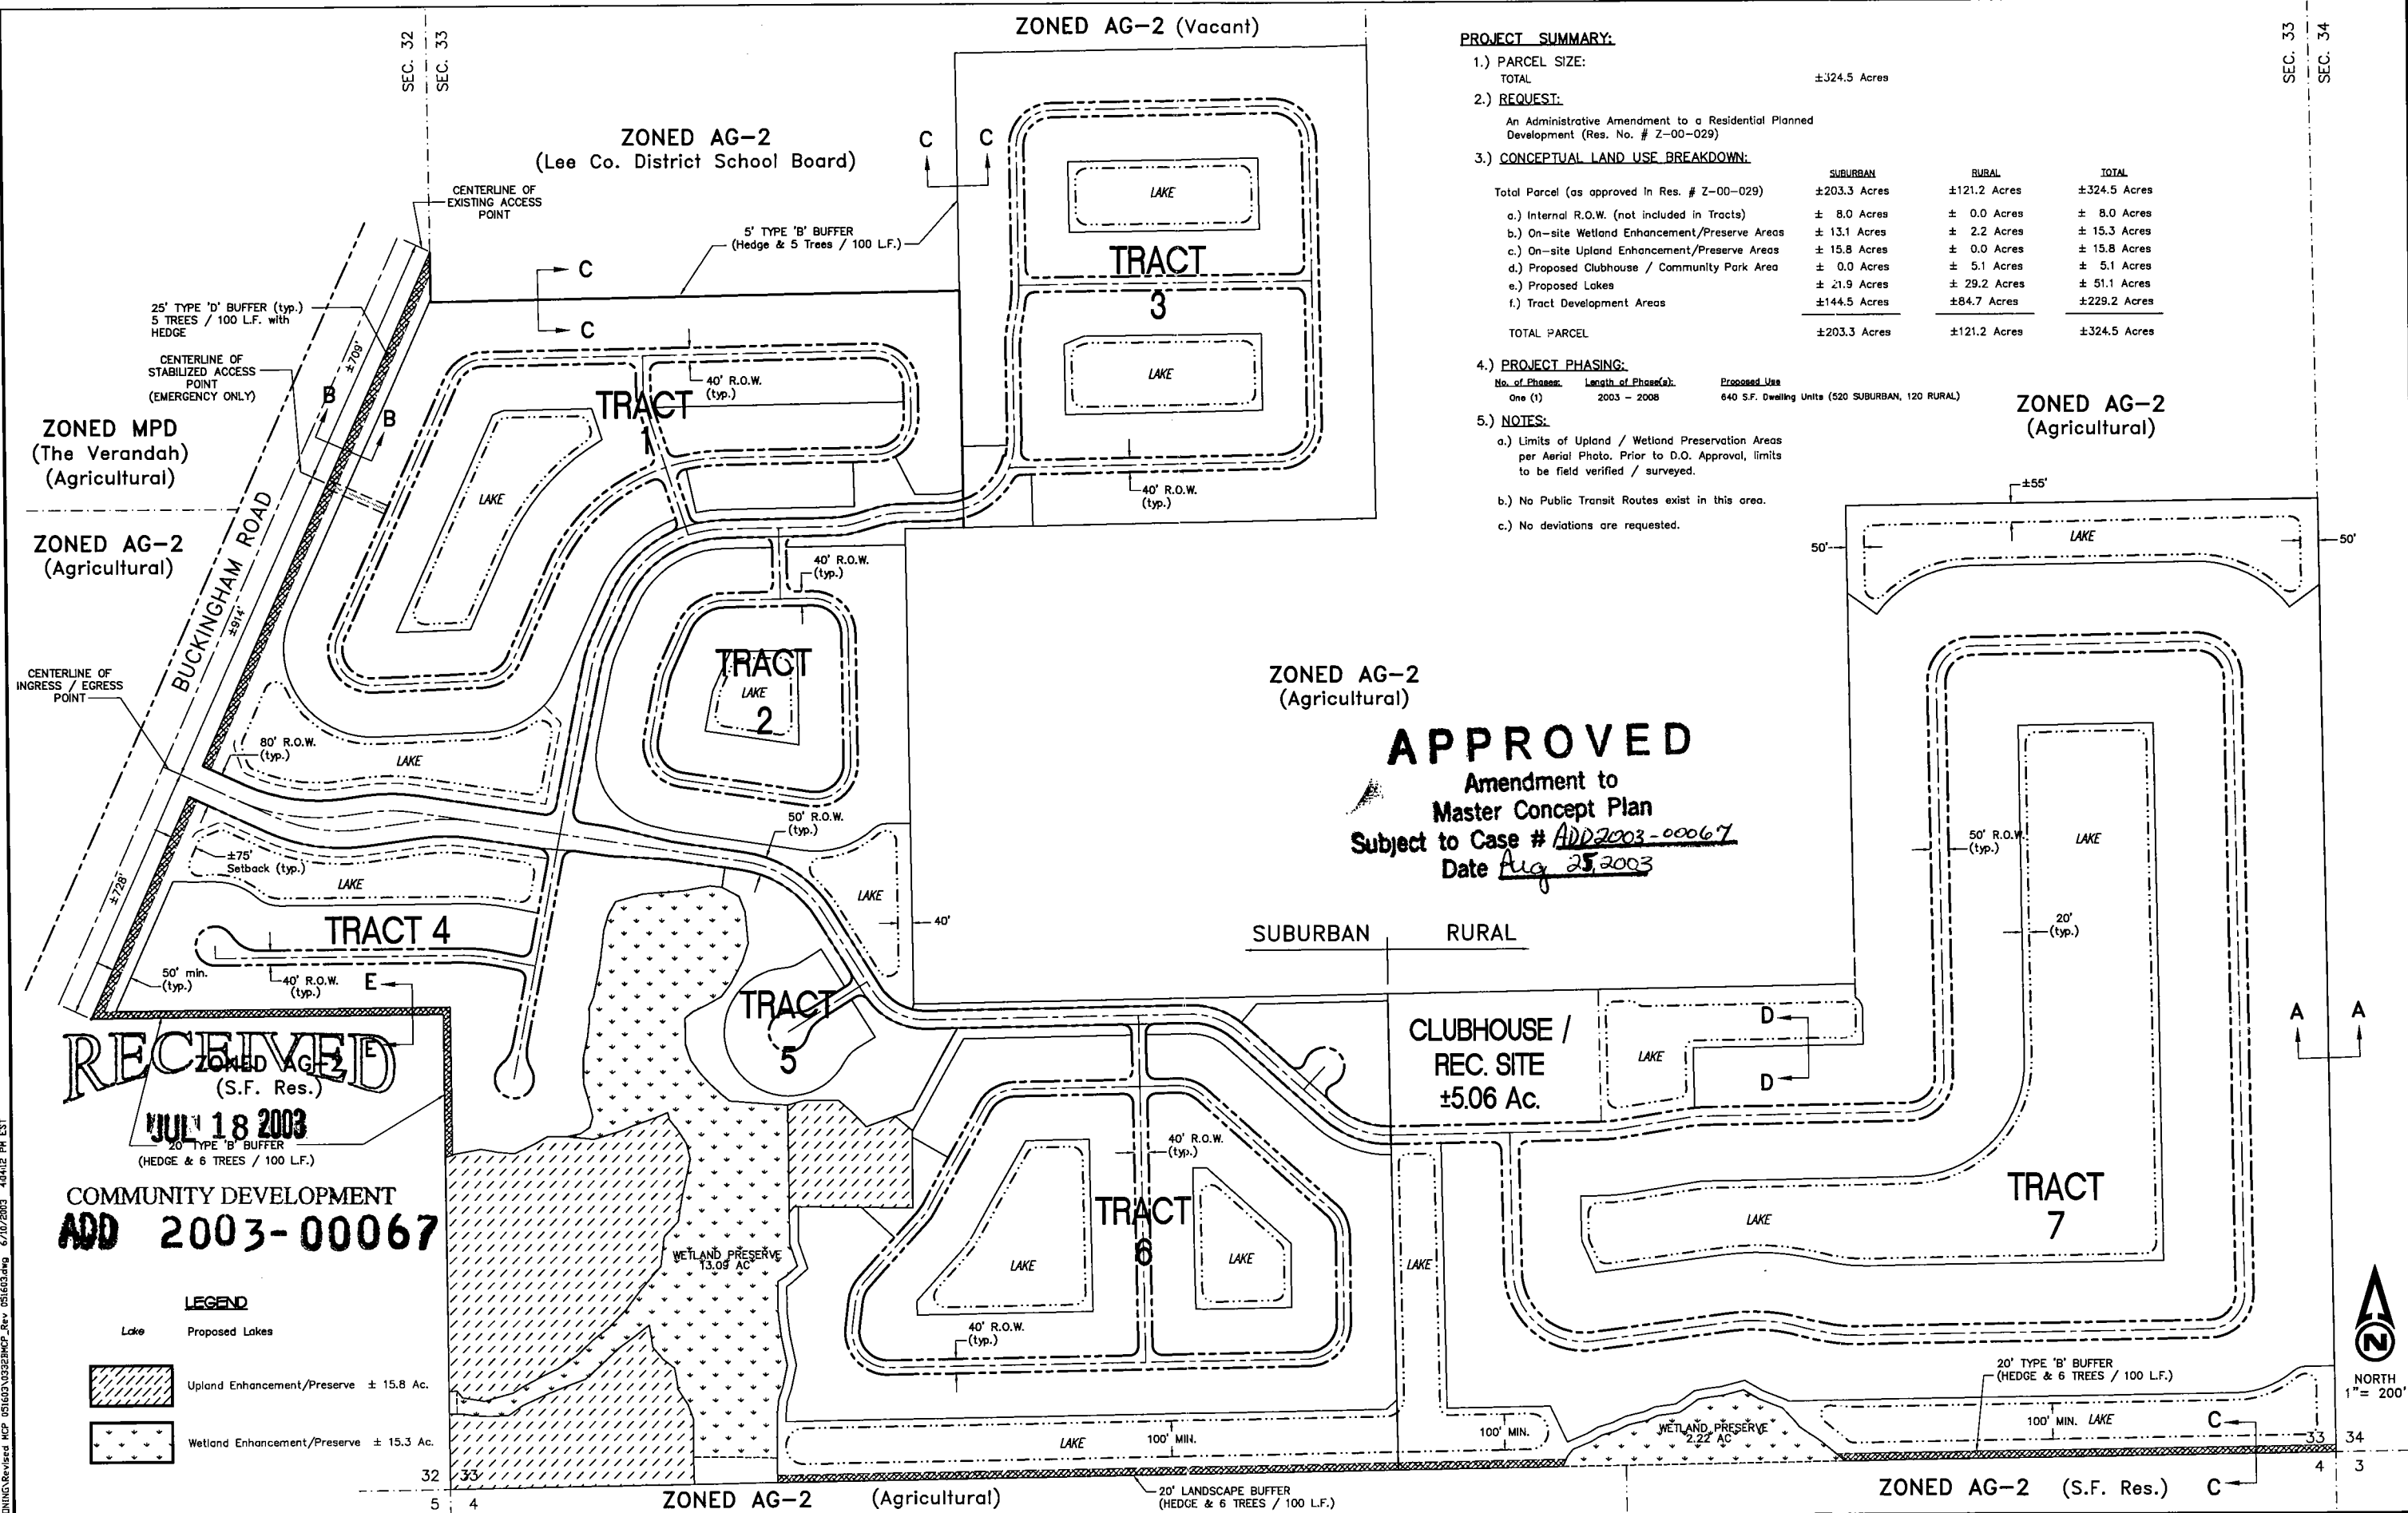 SEC. 32
SEC. 33
ZONED AG-2 (Vacant)
SEC. 33
SEC. 34
PROJECT SUMMARY:
1.) PARCEL SIZE:
TOTAL ±324.5 Acres
2.) REQUEST:
An Administrative Amendment to a Residential Planned
Development (Res. No. # Z-00-029)
3.) CONCEPTUAL LAND USE BREAKDOWN:
SUBURBAN RURAL TOTAL
Total Parcel (as approved in Res. # Z-00-029) ±203.3 Acres ±121.2 Acres ±324.5 Acres
a.) Internal R.O.W. (not included in Tracts) ± 8.0 Acres ± 0.0 Acres ± 8.0 Acres
b.) On-site Wetland Enhancement/Preserve Areas ± 13.1 Acres ± 2.2 Acres ± 15.3 Acres
c.) On-site Upland Enhancement/Preserve Areas ± 15.8 Acres ± 0.0 Acres ± 15.8 Acres
d.) Proposed Clubhouse / Community Park Area ± 0.0 Acres ± 5.1 Acres ± 5.1 Acres
e.) Proposed Lakes ± 21.9 Acres ± 29.2 Acres ± 51.1 Acres
f.) Tract Development Areas ±144.5 Acres ±84.7 Acres ±229.2 Acres
TOTAL PARCEL ±203.3 Acres ±121.2 Acres ±324.5 Acres
4.) PROJECT PHASING:
No. of Phases: Length of Phase(s): Proposed Use
One (1) 2003 - 2008 640 S.F. Dwelling Units (520 SUBURBAN, 120 RURAL)
5.) NOTES:
a.) Limits of Upland / Wetland Preservation Areas
per Aerial Photo. Prior to D.O. Approval, limits
to be field verified / surveyed.
b.) No Public Transit Routes exist in this area.
c.) No deviations are requested.
ZONED AG-2
(Agricultural)
ZONED AG-2
(Lee Co. District School Board)
C C
CENTERLINE OF
EXISTING ACCESS
POINT
5' TYPE 'B' BUFFER
(Hedge & 5 Trees / 100 L.F.)
C
C
25' TYPE 'D' BUFFER (typ.)
5 TREES / 100 L.F. with
HEDGE
±709'
CENTERLINE OF
STABILIZED ACCESS
POINT
(EMERGENCY ONLY)
B
B
ZONED MPD
(The Verandah)
(Agricultural)
ZONED AG-2
(Agricultural)
BUCKINGHAM ROAD
±914'
CENTERLINE OF
INGRESS / EGRESS
POINT
TRACT
1
40' R.O.W.
(typ.)
LAKE
LAKE
TRACT
3
LAKE
40' R.O.W.
(typ.)
40' R.O.W.
(typ.)
TRACT
LAKE
2
80' R.O.W.
(typ.)
LAKE
50' R.O.W.
(typ.)
±75'
Setback (typ.)
LAKE
±728'
TRACT 4
50' min.
(typ.)
40' R.O.W.
(typ.)
E
E
LAKE
40'
ZONED AG-2
(Agricultural)
APPROVED
Amendment to
Master Concept Plan
Subject to Case # ADD2003-00067
Date Aug 25, 2003
SUBURBAN RURAL
±55'
50'
LAKE
50'
50' R.O.W.
(typ.)
LAKE
20'
(typ.)
A A
TRACT
5
CLUBHOUSE /
REC. SITE
±5.06 Ac.
LAKE
D
D
RECEIVED
ZONED AG-2
(S.F. Res.)
JUL 18 2003
20' TYPE 'B' BUFFER
(HEDGE & 6 TREES / 100 L.F.)
COMMUNITY DEVELOPMENT
ADD 2003-00067
LEGEND
Lake Proposed Lakes
Upland Enhancement/Preserve ± 15.8 Ac.
Wetland Enhancement/Preserve ± 15.3 Ac.
WETLAND PRESERVE
13.09 AC
40' R.O.W.
(typ.)
TRACT
6
LAKE
LAKE
40' R.O.W.
(typ.)
LAKE
LAKE
TRACT
7
20' TYPE 'B' BUFFER
(HEDGE & 6 TREES / 100 L.F.)
N
NORTH
1"= 200'
LAKE 100' MIN.
100' MIN.
WETLAND PRESERVE
2.22 AC
100' MIN. LAKE
C
C
33 34
4 3
32 33
5 4
ZONED AG-2 (Agricultural)
20' LANDSCAPE BUFFER
(HEDGE & 6 TREES / 100 L.F.)
ZONED AG-2 (S.F. Res.)